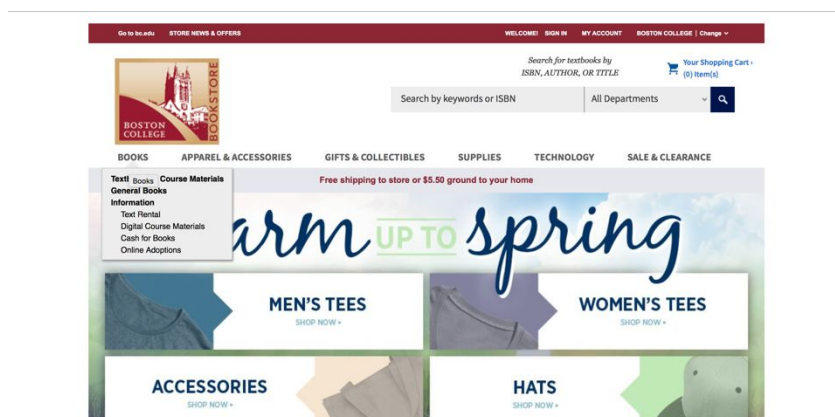 Go to bc.edu STORE NEWS & OFFERS WELCOME! SIGN IN MY ACCOUNT BOSTON COLLEGE | Change
Search for textbooks by
ISBN, AUTHOR, OR TITLE
Your Shopping Cart ›
(0) Item(s)
BOSTON
COLLEGE
BOOKSTORE
Search by keywords or ISBN All Departments
BOOKS APPAREL & ACCESSORIES GIFTS & COLLECTIBLES SUPPLIES TECHNOLOGY SALE & CLEARANCE
Books Course Materials
General Books
Information
Text Rental
Digital Course Materials
Cash for Books
Online Adoptions
Free shipping to store or $5.50 ground to your home
arm UP TO spring
MEN'S TEES
SHOP NOW ▸
WOMEN'S TEES
SHOP NOW ▸
ACCESSORIES
SHOP NOW ▸
HATS
SHOP NOW ▸